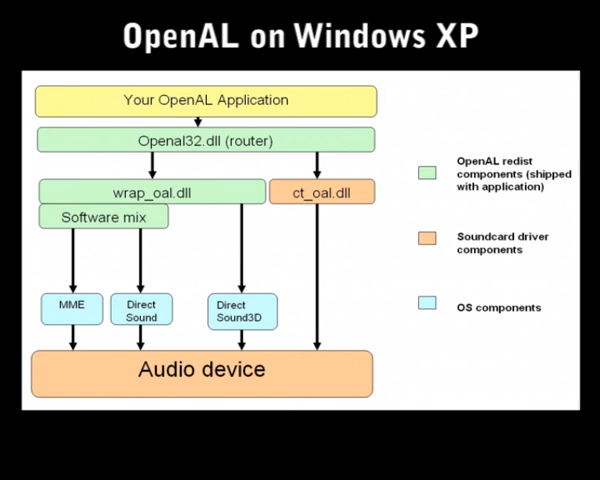 OpenAL on Windows XP
Your OpenAL Application
Openal32.dll (router)
wrap_oal.dll
ct_oal.dll
Software mix
MME
Direct
Sound
Direct
Sound3D
Audio device
OpenAL redist
components (shipped
with application)
Soundcard driver
components
OS components